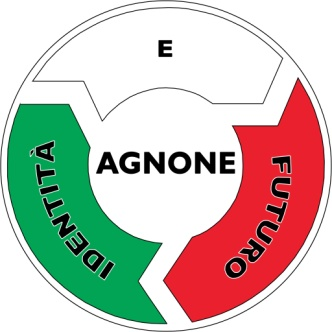 AGNONE
IDENTITÀ
E
FUTURO